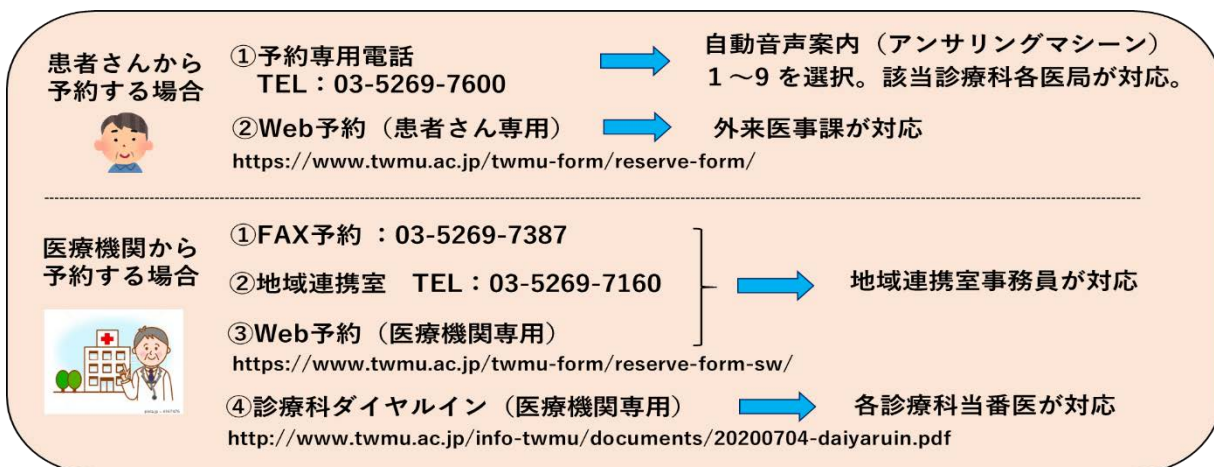 患者さんから
予約する場合
①予約専用電話
TEL：03-5269-7600
自動音声案内（アンサリングマシーン）
1～9 を選択。該当診療科各医局が対応。
②Web予約（患者さん専用）
外来医事課が対応
https://www.twmu.ac.jp/twmu-form/reserve-form/
医療機関から
予約する場合
①FAX予約 ：03-5269-7387
②地域連携室　TEL：03-5269-7160
③Web予約（医療機関専用）
https://www.twmu.ac.jp/twmu-form/reserve-form-sw/
地域連携室事務員が対応
④診療科ダイヤルイン（医療機関専用）
各診療科当番医が対応
http://www.twmu.ac.jp/info-twmu/documents/20200704-daiyaruin.pdf